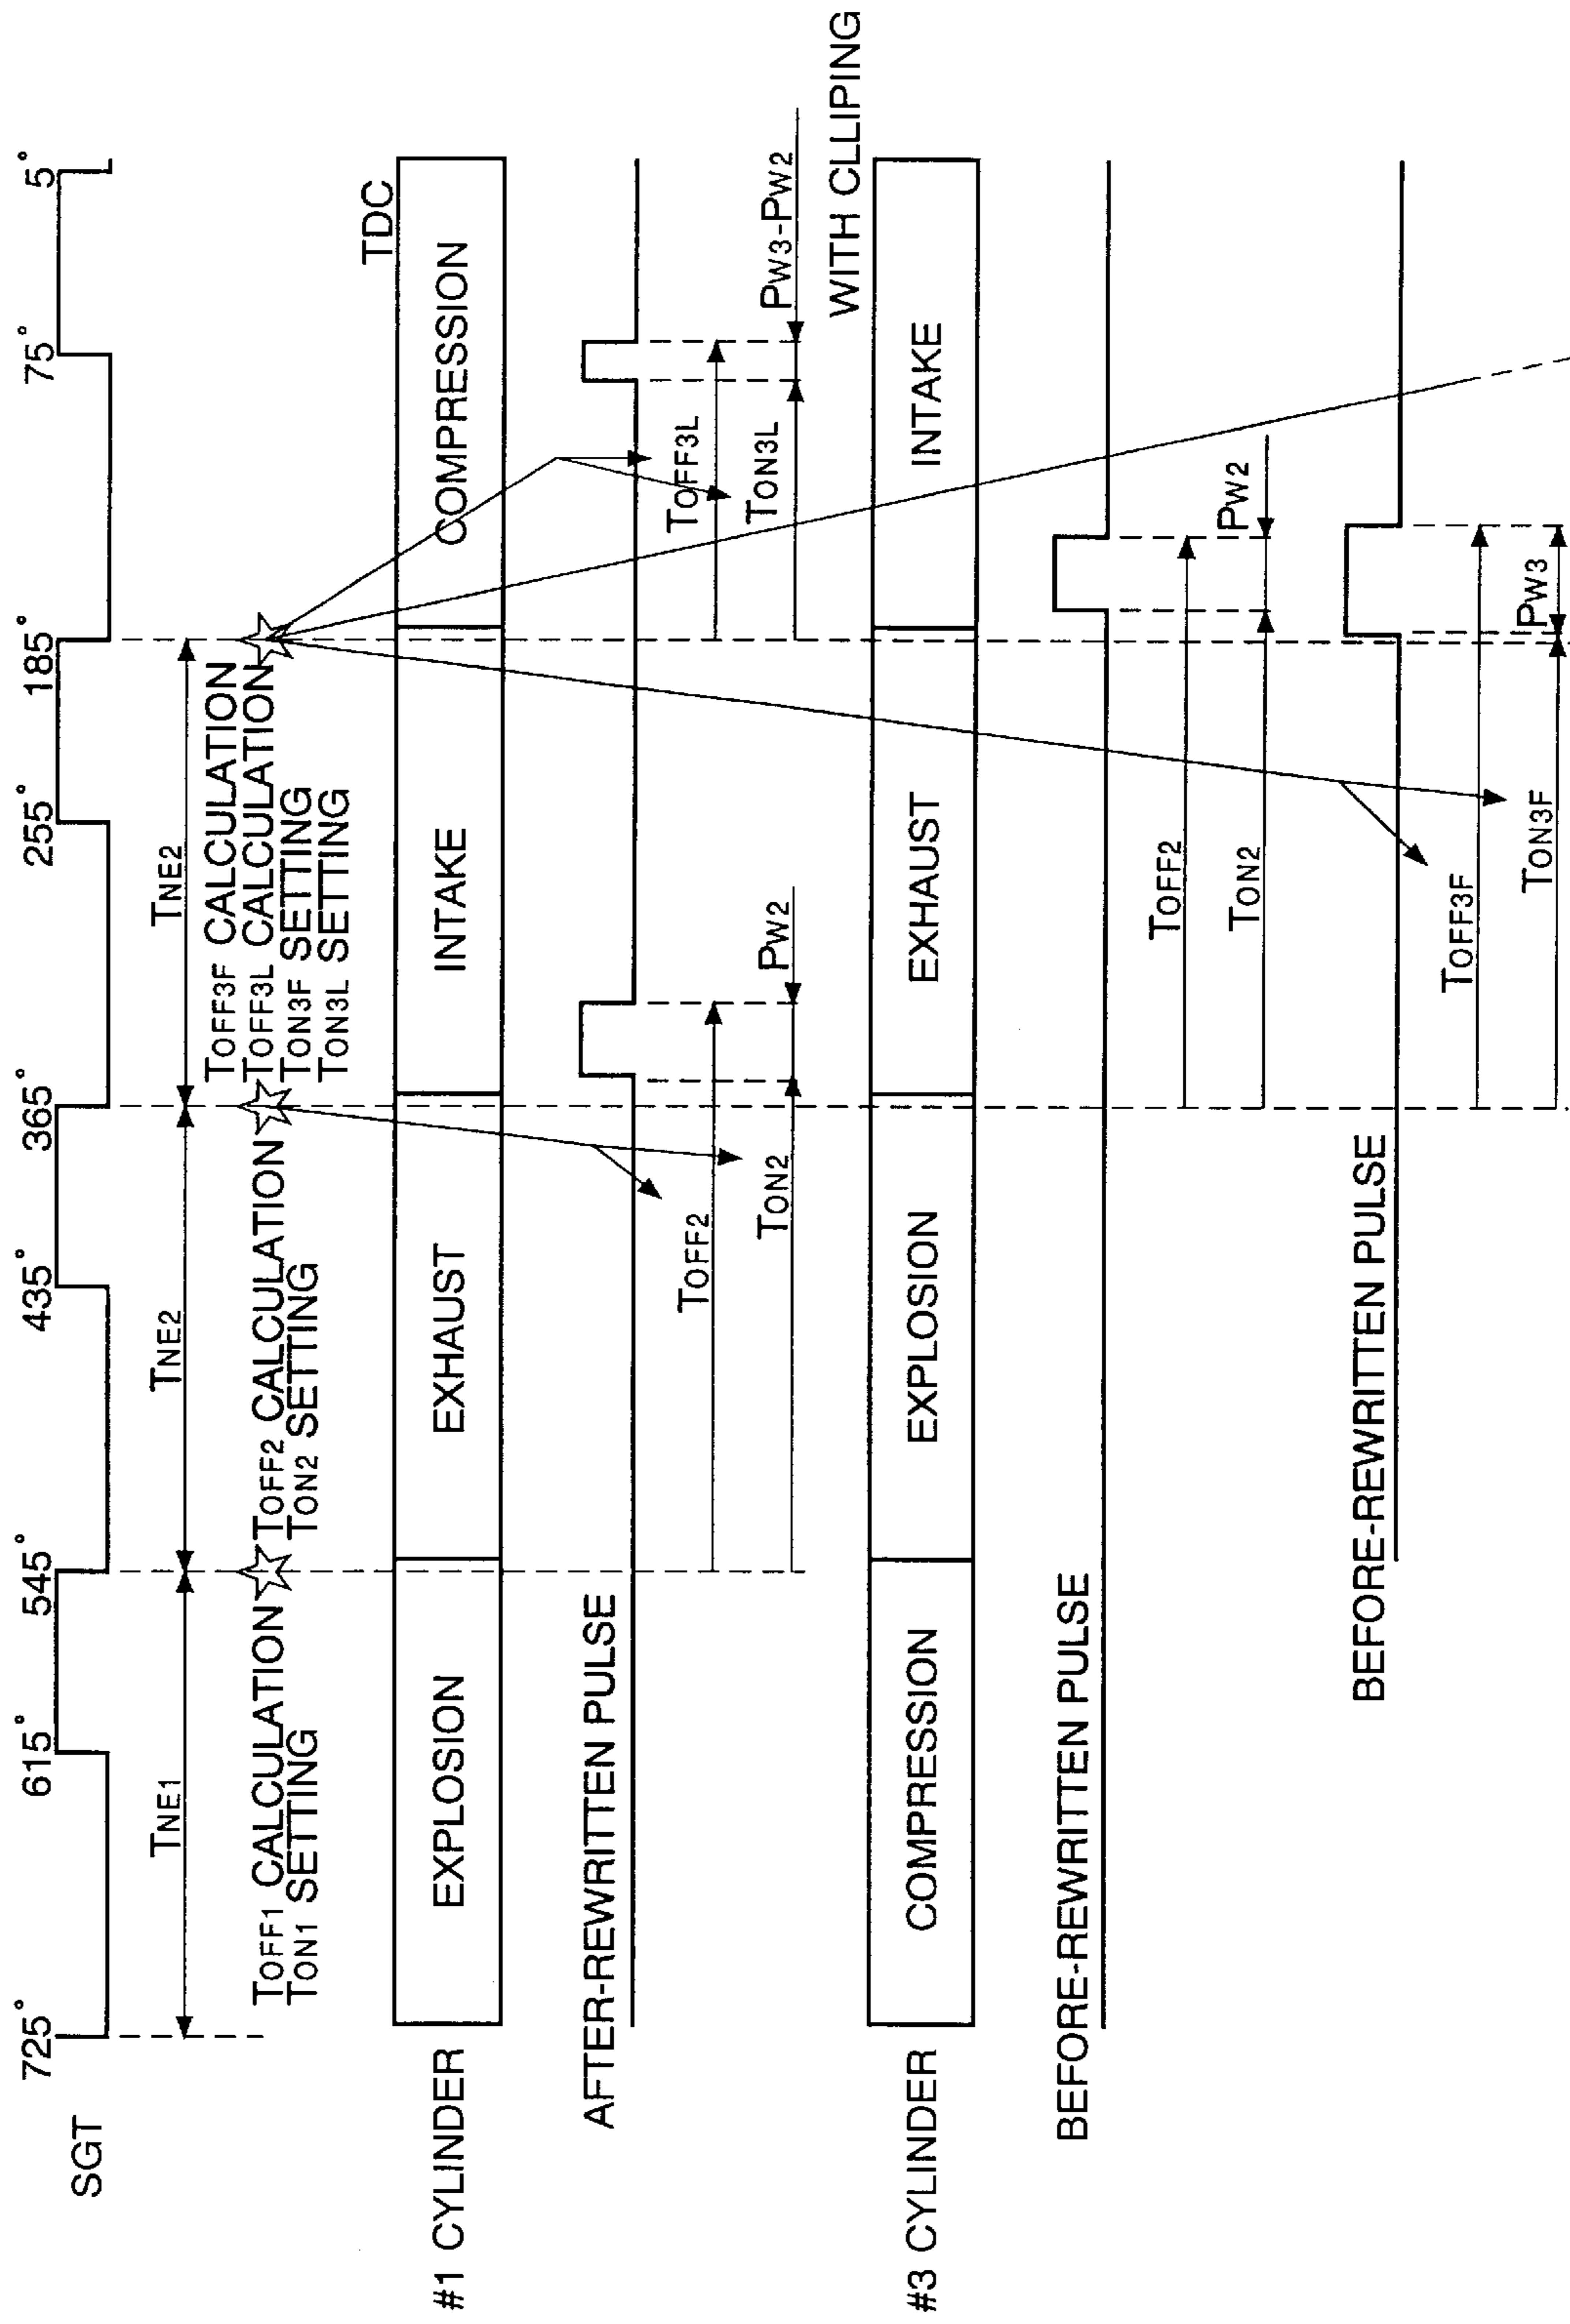 SGT
725°
615°
545°
435°
365°
255°
185°
75°
5°
TNE1
TNE2
TNE2
TOFF1 CALCULATION
TON1 SETTING
TOFF2 CALCULATION
TON2 SETTING
TOFF3F CALCULATION
TOFF3L CALCULATION
TON3F SETTING
TON3L SETTING
TDC
#1 CYLINDER
EXPLOSION
EXHAUST
INTAKE
COMPRESSION
AFTER-REWRITTEN PULSE
TOFF2
TON2
PW2
TOFF3L
TON3L
PW3-PW2
WITH CLLIPING
#3 CYLINDER
COMPRESSION
EXPLOSION
EXHAUST
INTAKE
BEFORE-REWRITTEN PULSE
TOFF2
TON2
PW2
BEFORE-REWRITTEN PULSE
TOFF3F
TON3F
PW3